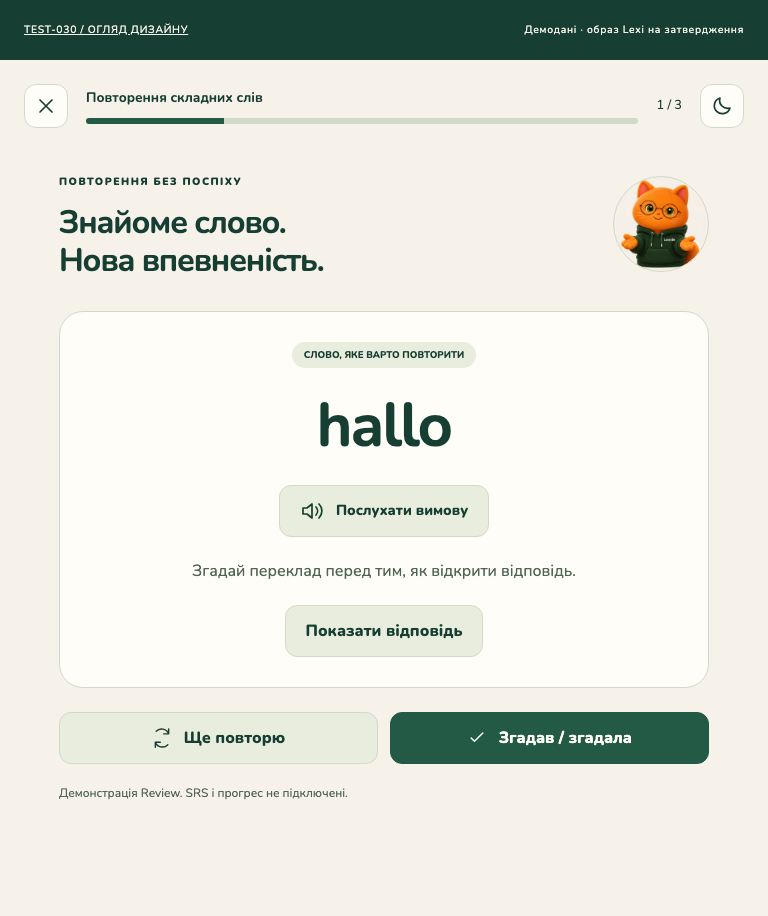 TEST-030 / ОГЛЯД ДИЗАЙНУ
Демодані · образ Lexi на затвердження
Повторення складних слів
1 / 3
ПОВТОРЕННЯ БЕЗ ПОСПІХУ
Знайоме слово.
Нова впевненість.
СЛОВО, ЯКЕ ВАРТО ПОВТОРИТИ
hallo
Послухати вимову
Згадай переклад перед тим, як відкрити відповідь.
Показати відповідь
Ще повторю
Згадав / згадала
Демонстрація Review. SRS і прогрес не підключені.